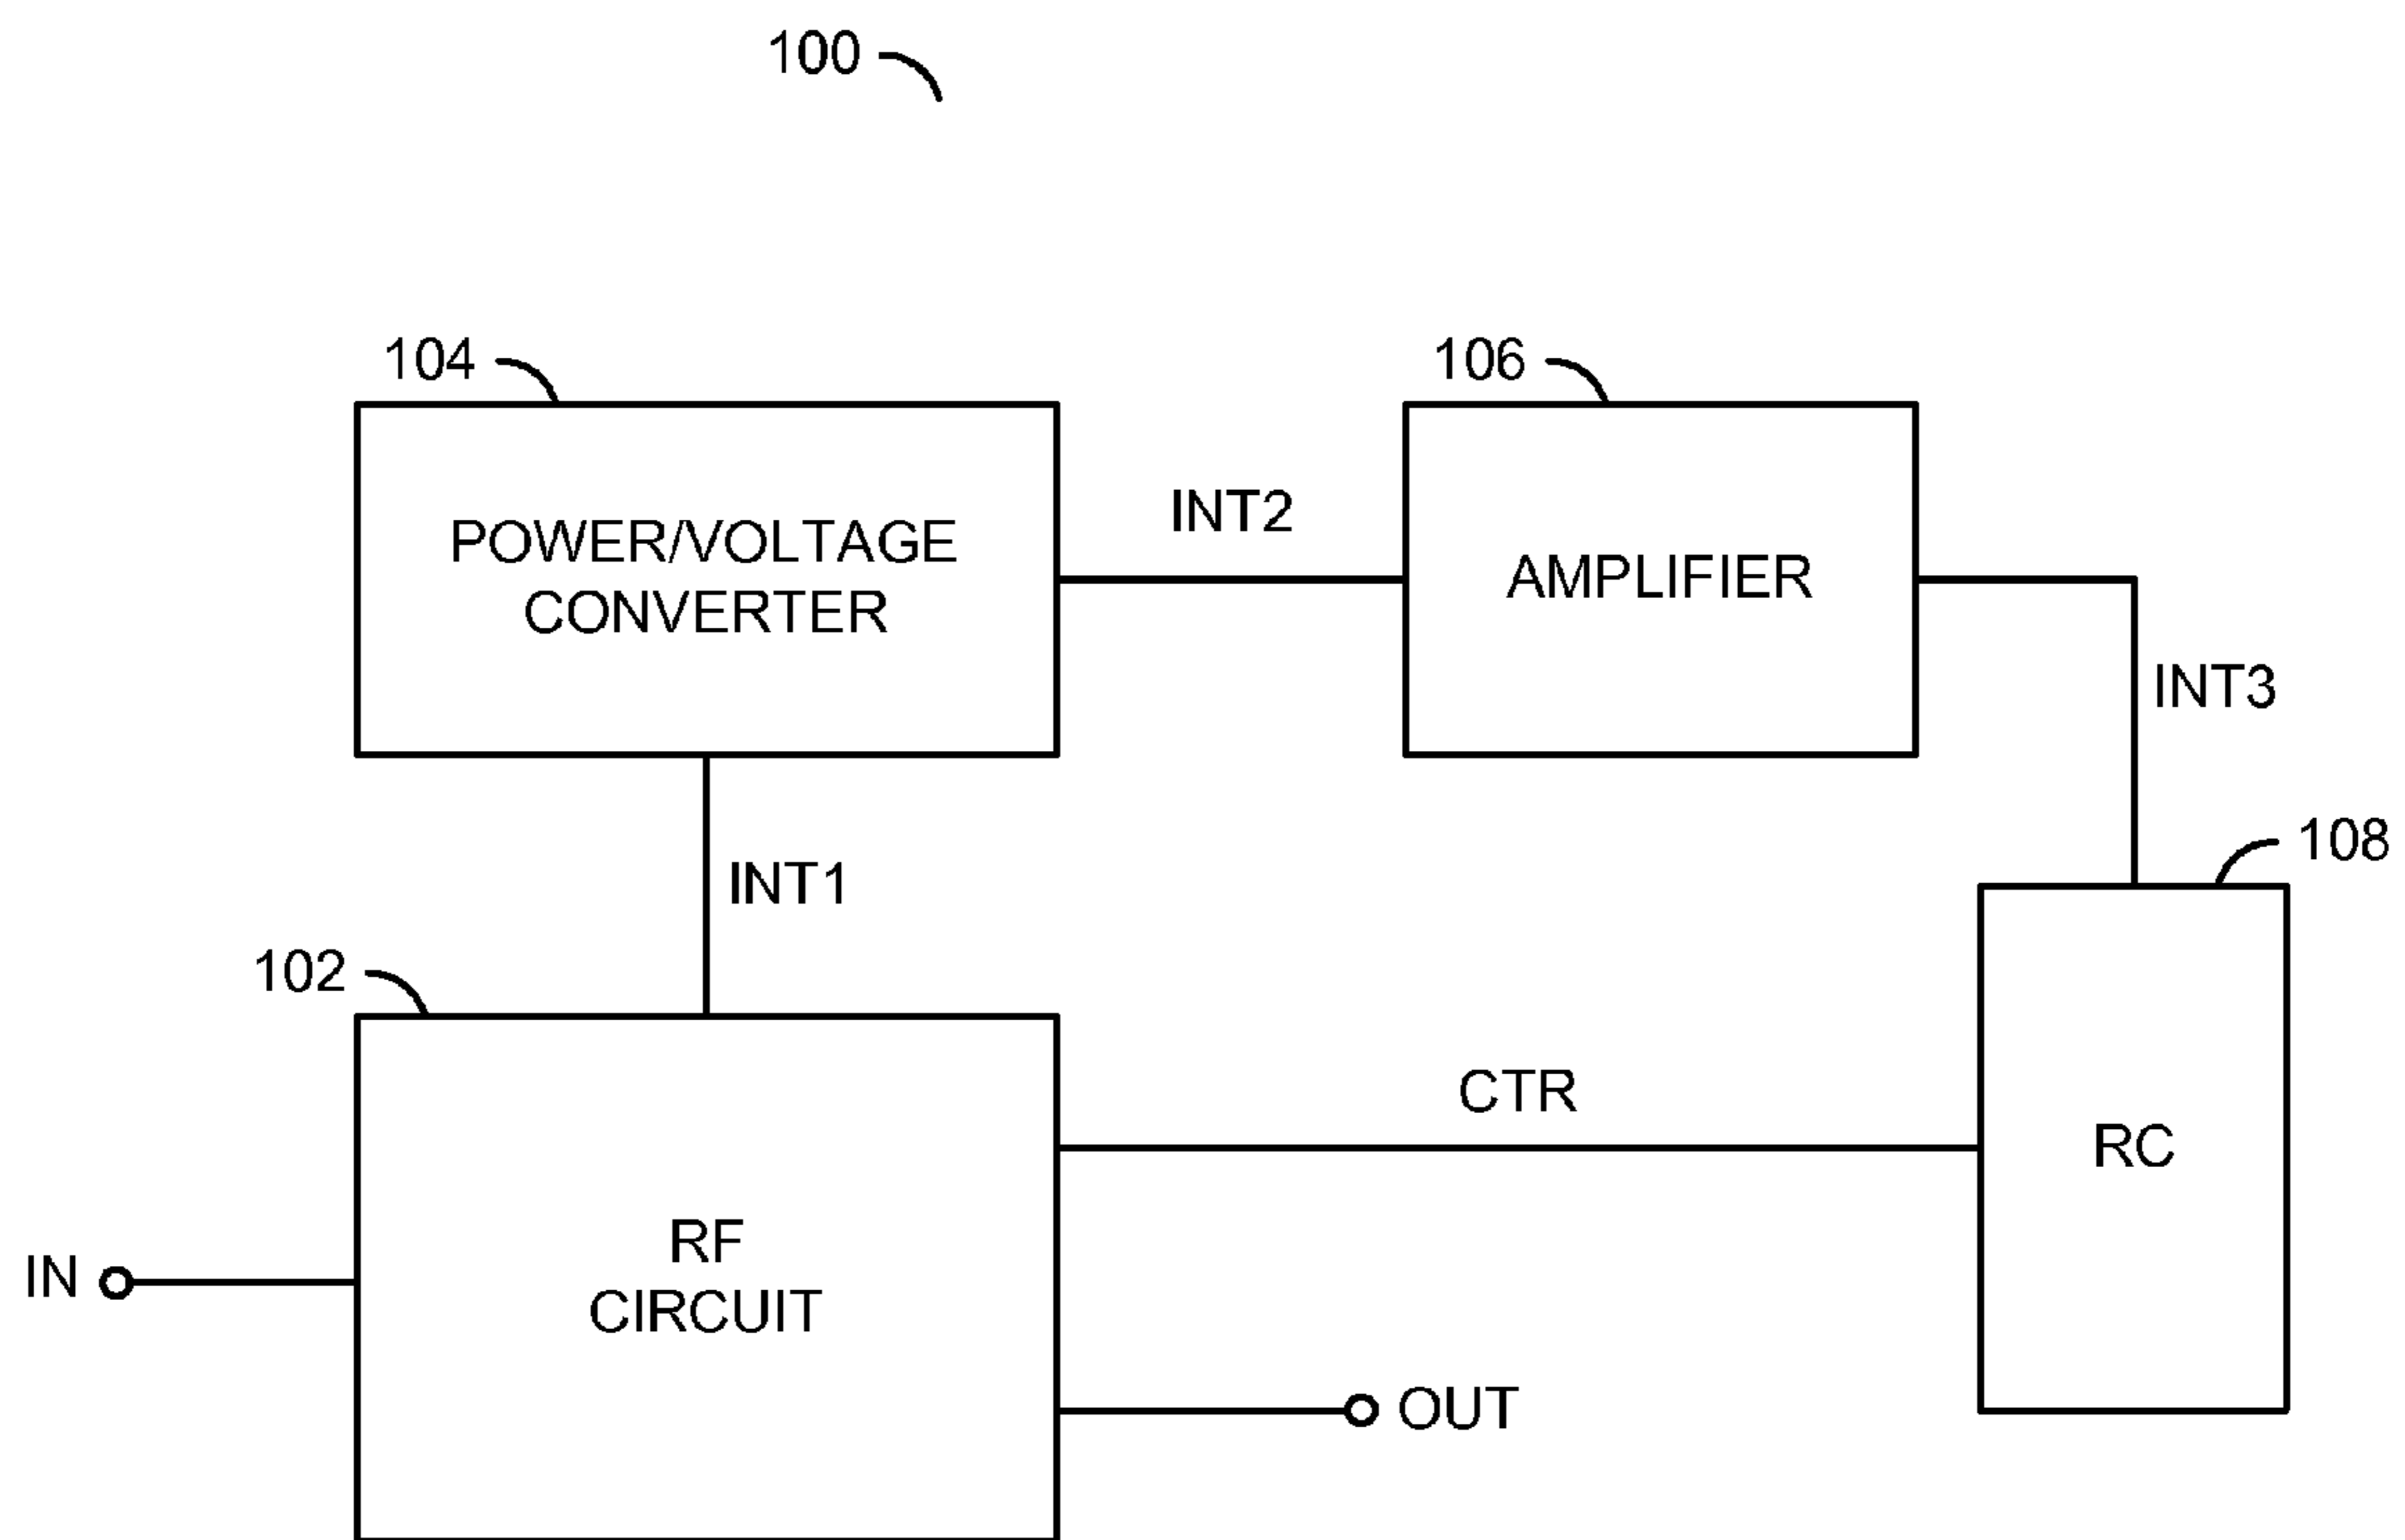 100
104
106
POWER/VOLTAGE
CONVERTER
INT2
AMPLIFIER
INT3
108
INT1
102
CTR
RC
RF
CIRCUIT
IN
OUT